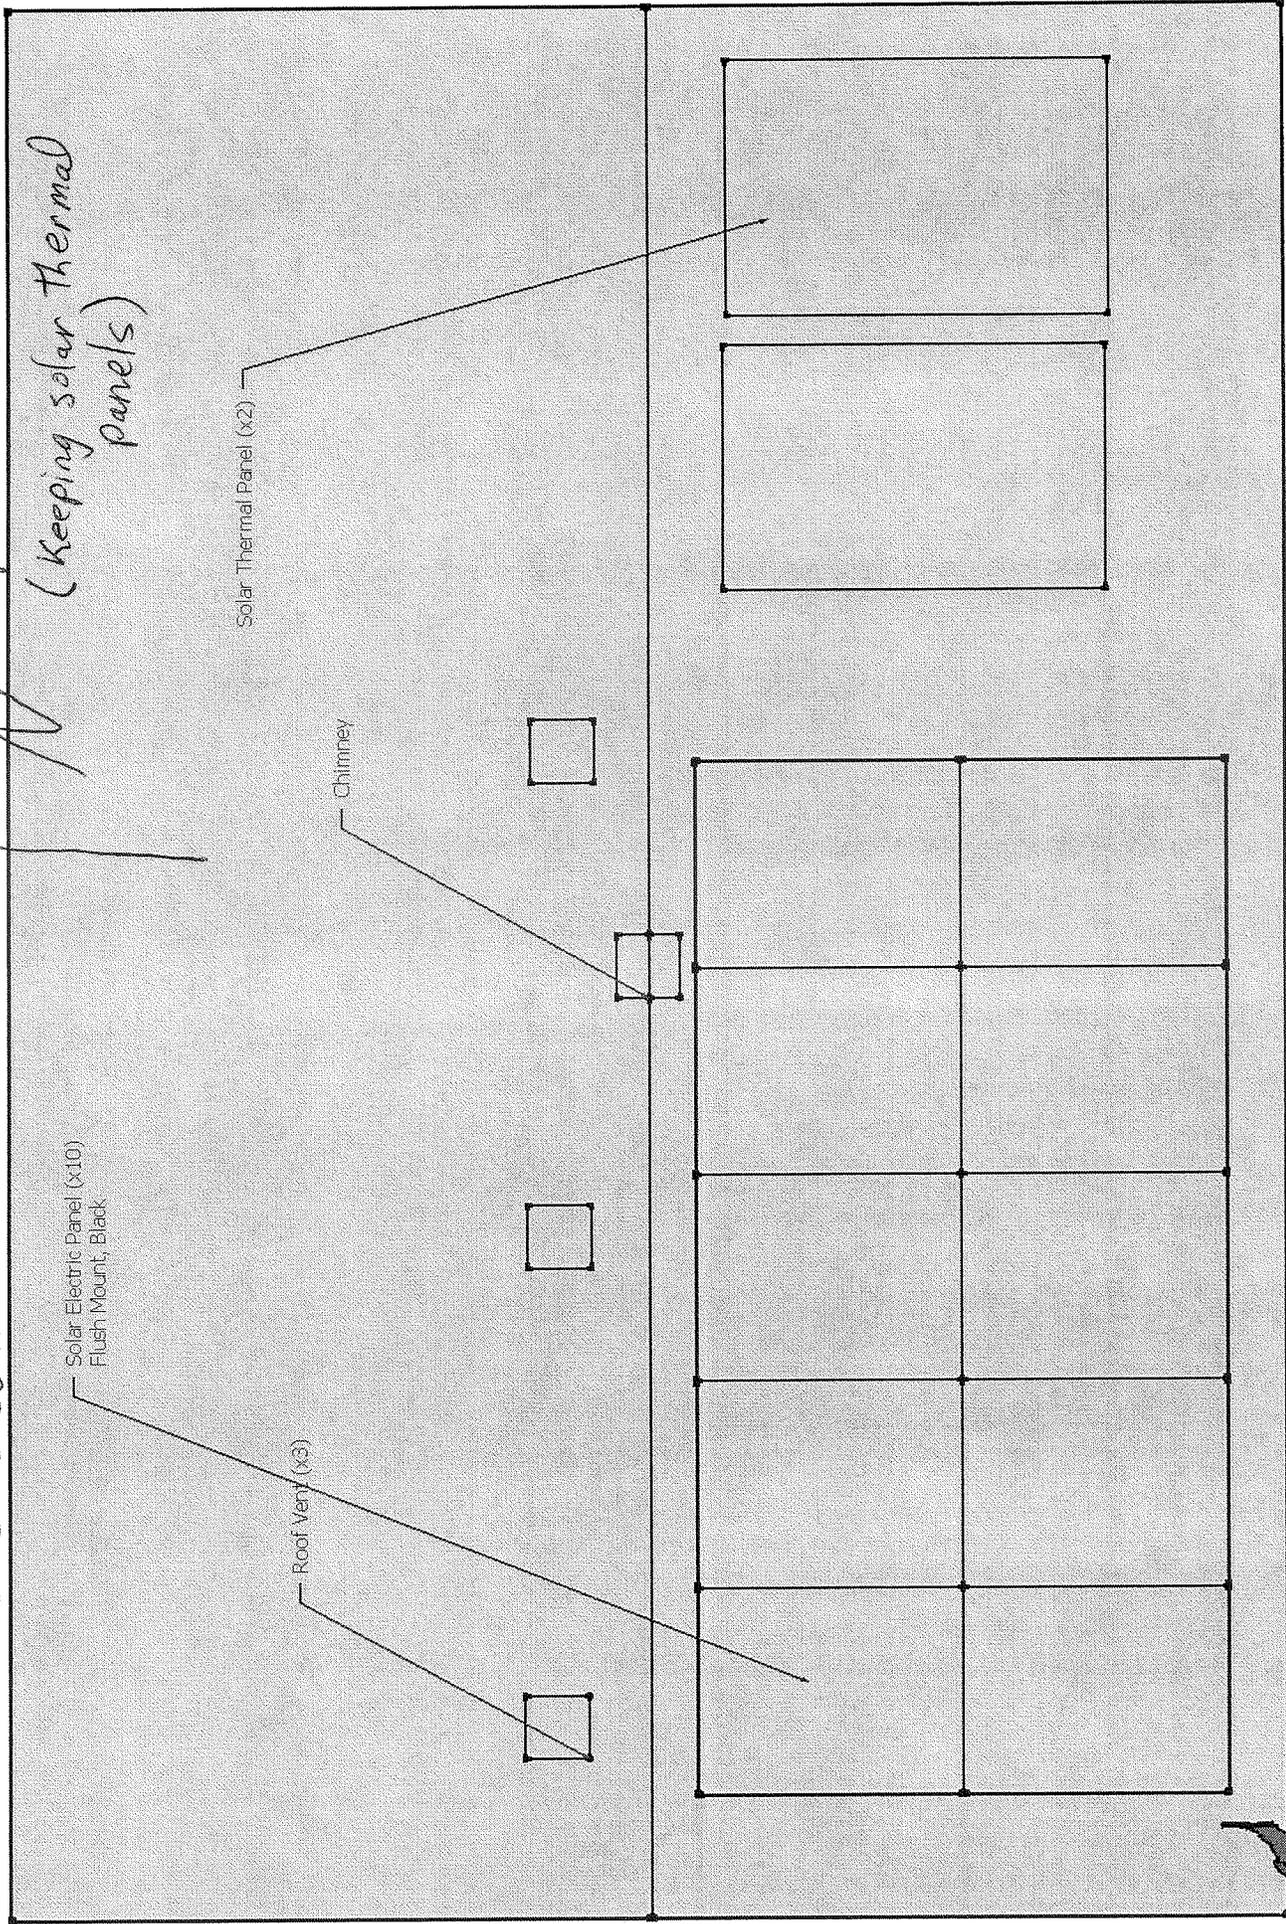 (Keeping solar thermal
panels)
Solar Thermal Panel (x2)
Chimney
Solar Electric Panel (x10)
Flush Mount, Black
Roof Vent (x3)